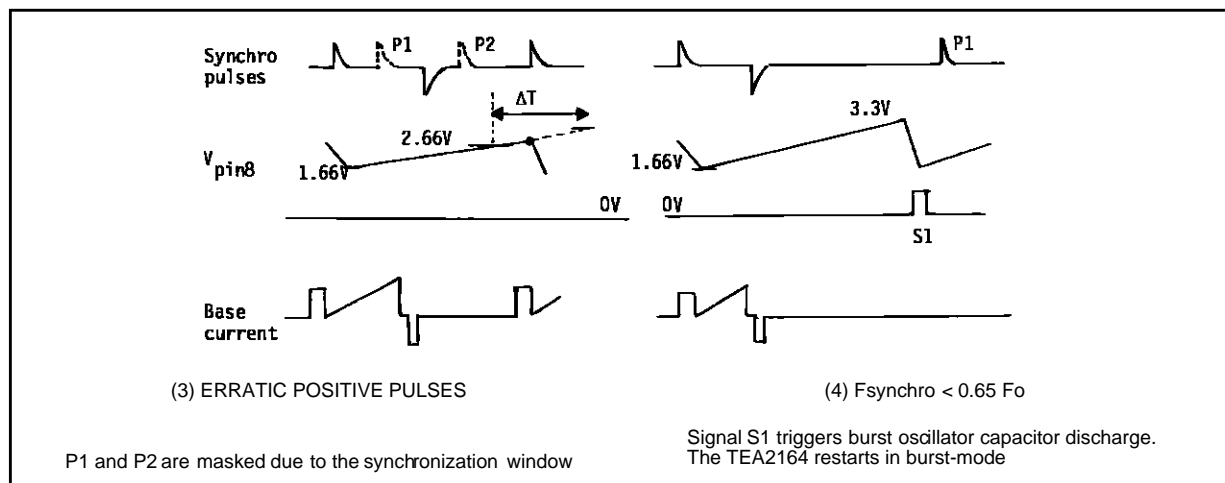 Synchro pulses
P1
P2
P1
ΔT
Vpin8
1.66V
2.66V
1.66V
3.3V
0V
0V
S1
Base current
(3) ERRATIC POSITIVE PULSES
(4) Fsynchro < 0.65 Fo
P1 and P2 are masked due to the synchronization window
Signal S1 triggers burst oscillator capacitor discharge.
The TEA2164 restarts in burst-mode